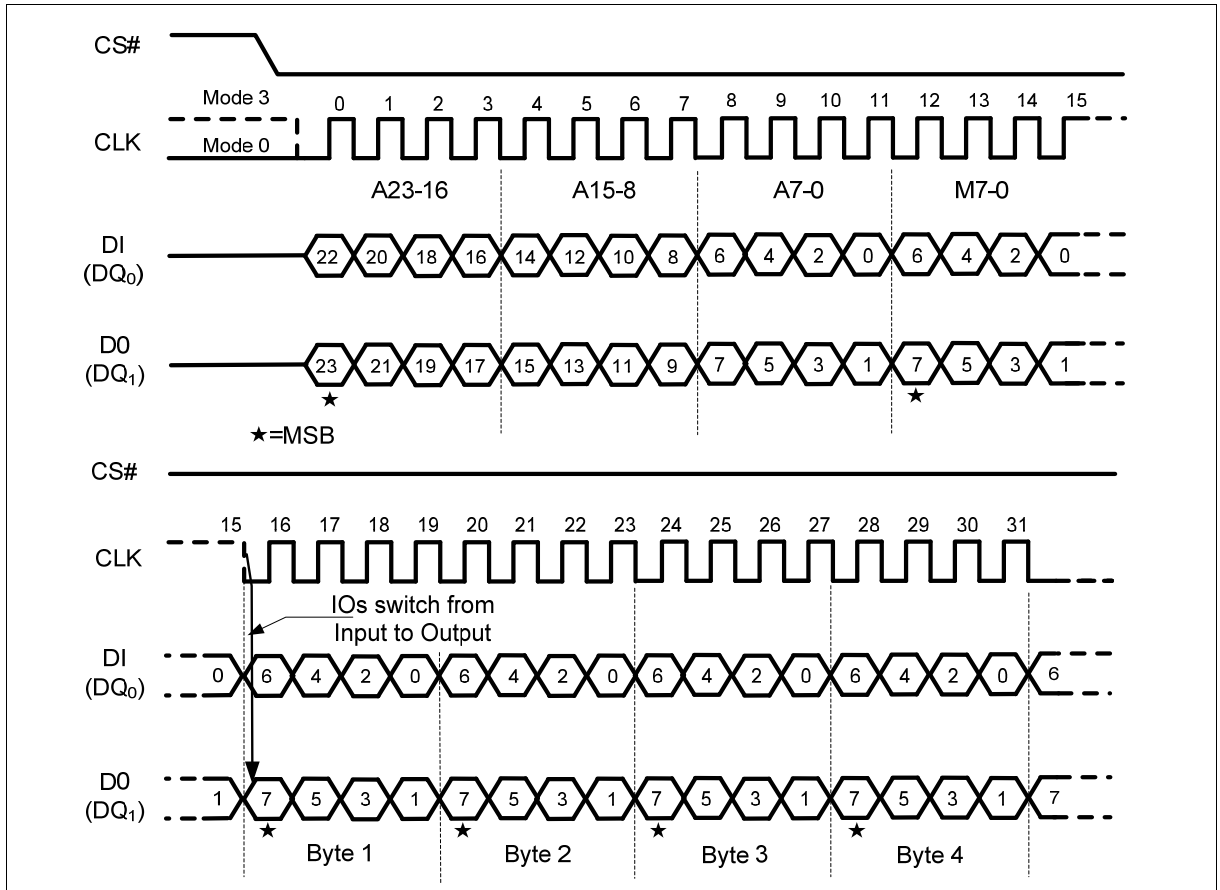 CS#
Mode 3
0 1 2 3 4 5 6 7 8 9 10 11 12 13 14 15
CLK
Mode 0
A23-16 A15-8 A7-0 M7-0
DI
(DQ0)
22 20 18 16 14 12 10 8 6 4 2 0 6 4 2 0
D0
(DQ1)
23 21 19 17 15 13 11 9 7 5 3 1 7 5 3 1
★
★
★=MSB
CS#
15 16 17 18 19 20 21 22 23 24 25 26 27 28 29 30 31
CLK
IOs switch from
Input to Output
DI
(DQ0)
0 6 4 2 0 6 4 2 0 6 4 2 0 6 4 2 0 6
D0
(DQ1)
1 7 5 3 1 7 5 3 1 7 5 3 1 7 5 3 1 7
★ ★ ★ ★
Byte 1 Byte 2 Byte 3 Byte 4